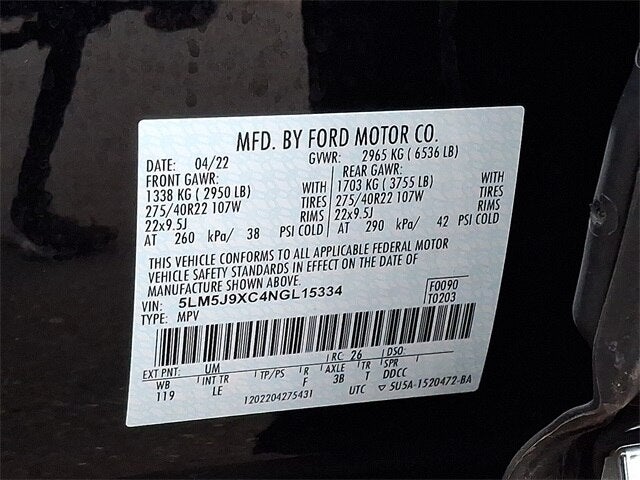 MFD. BY FORD MOTOR CO.
DATE: 04/22 GVWR: 2965 KG ( 6536 LB)
FRONT GAWR: REAR GAWR:
1338 KG ( 2950 LB) WITH 1703 KG ( 3755 LB) WITH
275/40R22 107W TIRES 275/40R22 107W TIRES
22x9.5J RIMS 22x9.5J RIMS
AT 260 kPa/ 38 PSI COLD AT 290 kPa/ 42 PSI COLD
THIS VEHICLE CONFORMS TO ALL APPLICABLE FEDERAL MOTOR
VEHICLE SAFETY STANDARDS IN EFFECT ON THE DATE OF
MANUFACTURE SHOWN ABOVE.
VIN: 5LM5J9XC4NGL15334 F0090
TYPE: MPV T0203
EXT PNT: UM RC 26 DSO
WB INT TR TP/PS R AXLE TR SPR
119 LE F 3B T DDCC
1202204275431 UTC ▽ 5U5A-1520472-BA